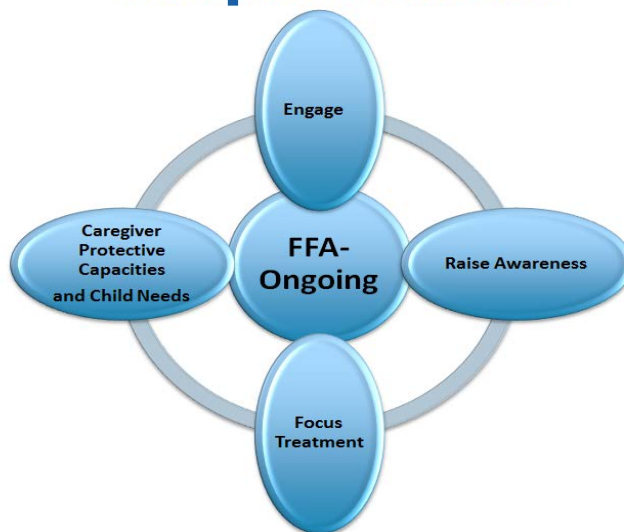 Engage
Caregiver
Protective
Capacities
and Child Needs
FFA-
Ongoing
Raise Awareness
Focus
Treatment